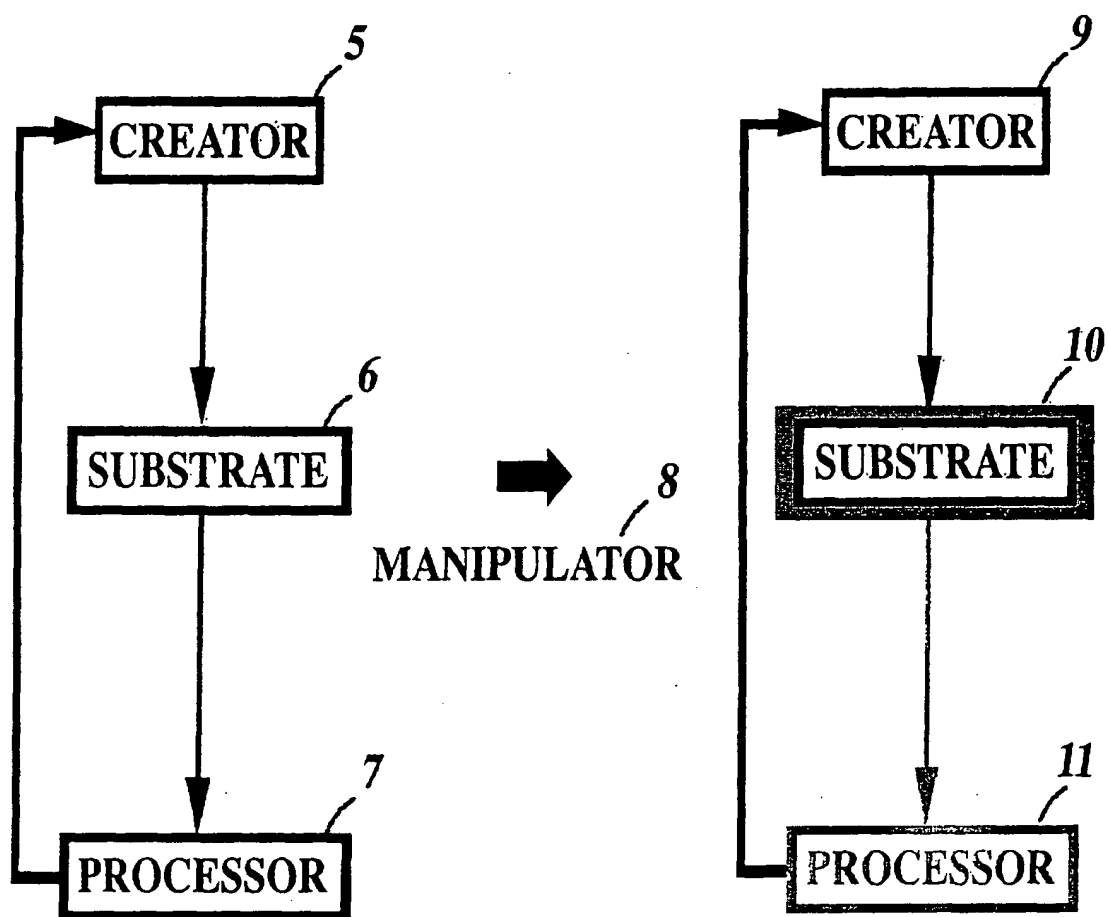 5
CREATOR
6
SUBSTRATE
7
PROCESSOR
8
MANIPULATOR
9
CREATOR
10
SUBSTRATE
11
PROCESSOR